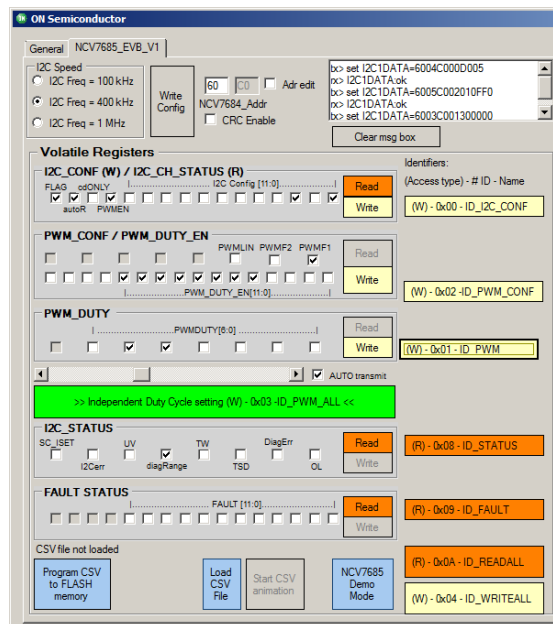 ON Semiconductor
General NCV7685_EVB_V1
I2C Speed
I2C Freq = 100 kHz
I2C Freq = 400 kHz
I2C Freq = 1 MHz
Write
Config
60 C0 Adr edit
NCV7684_Addr
CRC Enable
tx> set I2C1DATA=6004C000D005
rx> I2C1DATA:ok
tx> set I2C1DATA=6005C002010FF0
rx> I2C1DATA:ok
tx> set I2C1DATA=6003C001300000
Clear msg
box
Volatile Registers
Identifiers:
(Access type) - # ID - Name
I2C_CONF (W) / I2C_CH_STATUS (R)
FLAG odONLY |........................ I2C Config [11:0].....................|
autoR PWMEN
Read
Write
(W) - 0x00 - ID_I2C_CONF
PWM_CONF / PWM_DUTY_EN
PWMLIN PWMF2 PWMF1
|......................PWM_DUTY_EN[11:0].....................|
Read
Write
(W) - 0x02 -ID_PWM_CONF
PWM_DUTY
| .............................PWMDUTY[6:0] .............................|
Read
Write
(W) - 0x01 - ID_PWM
AUTO transmit
>> Independent Duty Cycle setting (W) - 0x03 -ID_PWM_ALL <<
I2C_STATUS
SC_ISET UV TW DiagErr
I2Cerr diagRange TSD OL
Read
Write
(R) - 0x08 - ID_STATUS
FAULT STATUS
|............................. FAULT [11:0].............................|
Read
Write
(R) - 0x09 - ID_FAULT
CSV file not loaded
Program CSV
to FLASH
memory
Load
CSV
File
Start CSV
animation
NCV7685
Demo
Mode
(R) - 0x0A - ID_READALL
(W) - 0x04 - ID_WRITEALL